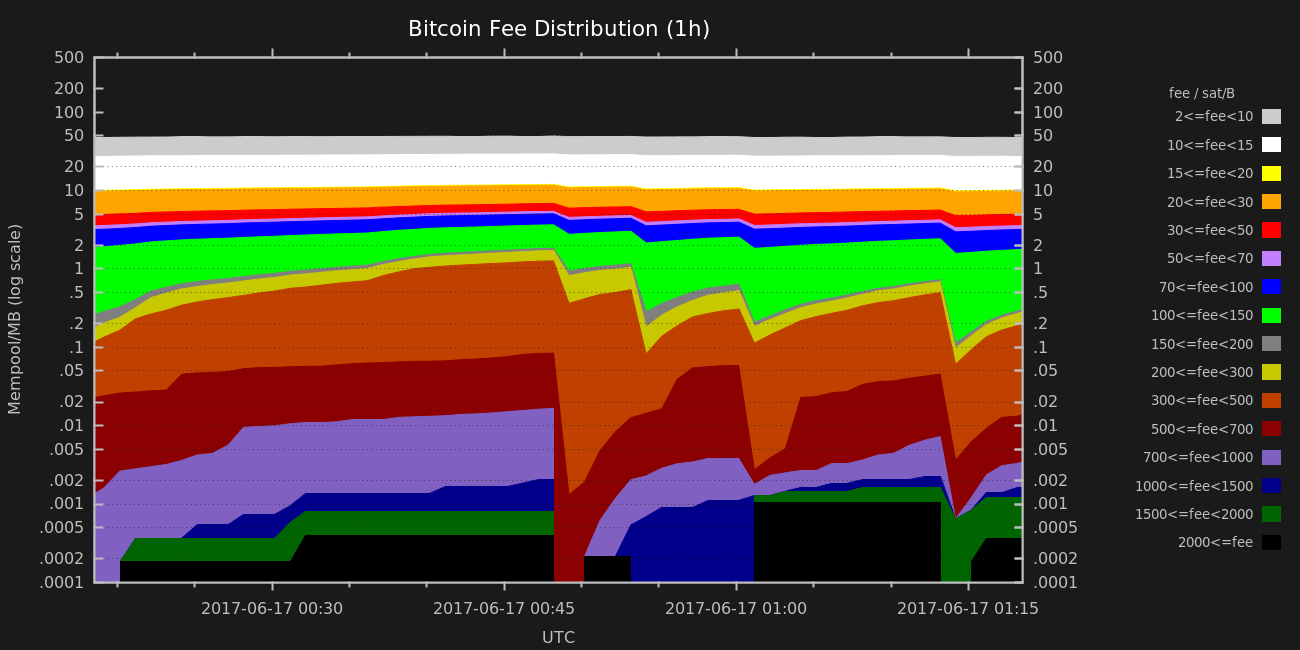 Bitcoin Fee Distribution (1h)
500
200
100
50
20
10
5
2
1
.5
.2
.1
.05
.02
.01
.005
.002
.001
.0005
.0002
.0001
Mempool/MB (log scale)
500
200
100
50
20
10
5
2
1
.5
.2
.1
.05
.02
.01
.005
.002
.001
.0005
.0002
.0001
2017-06-17 00:30
2017-06-17 00:45
2017-06-17 01:00
2017-06-17 01:15
UTC
fee / sat/B
2<=fee<10
10<=fee<15
15<=fee<20
20<=fee<30
30<=fee<50
50<=fee<70
70<=fee<100
100<=fee<150
150<=fee<200
200<=fee<300
300<=fee<500
500<=fee<700
700<=fee<1000
1000<=fee<1500
1500<=fee<2000
2000<=fee